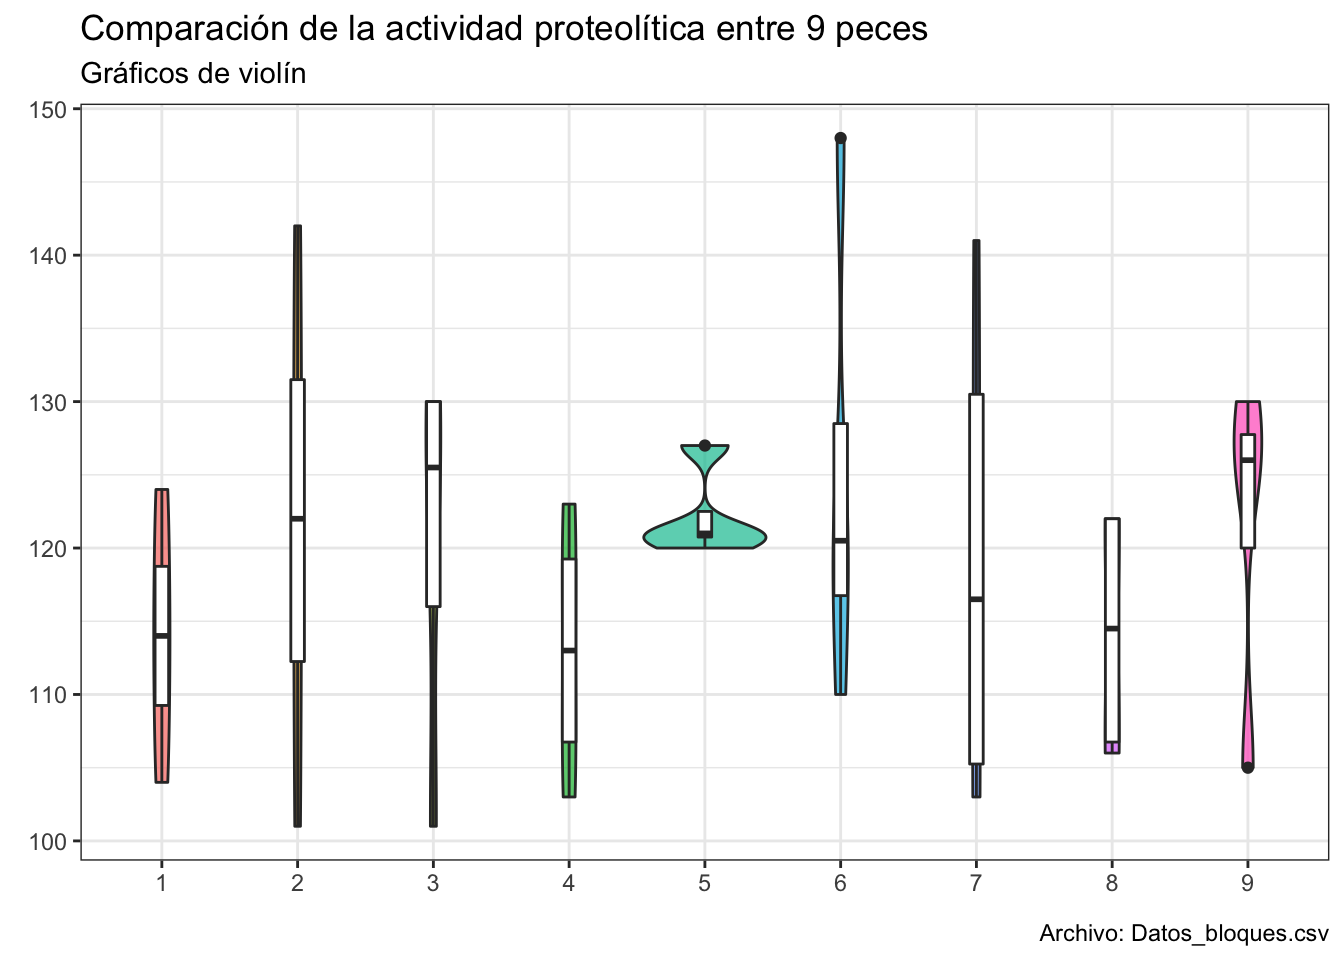 Comparación de la actividad proteolítica entre 9 peces
Gráficos de violín
150
140
130
120
110
100
1 2 3 4 5 6 7 8 9
Archivo: Datos_bloques.csv